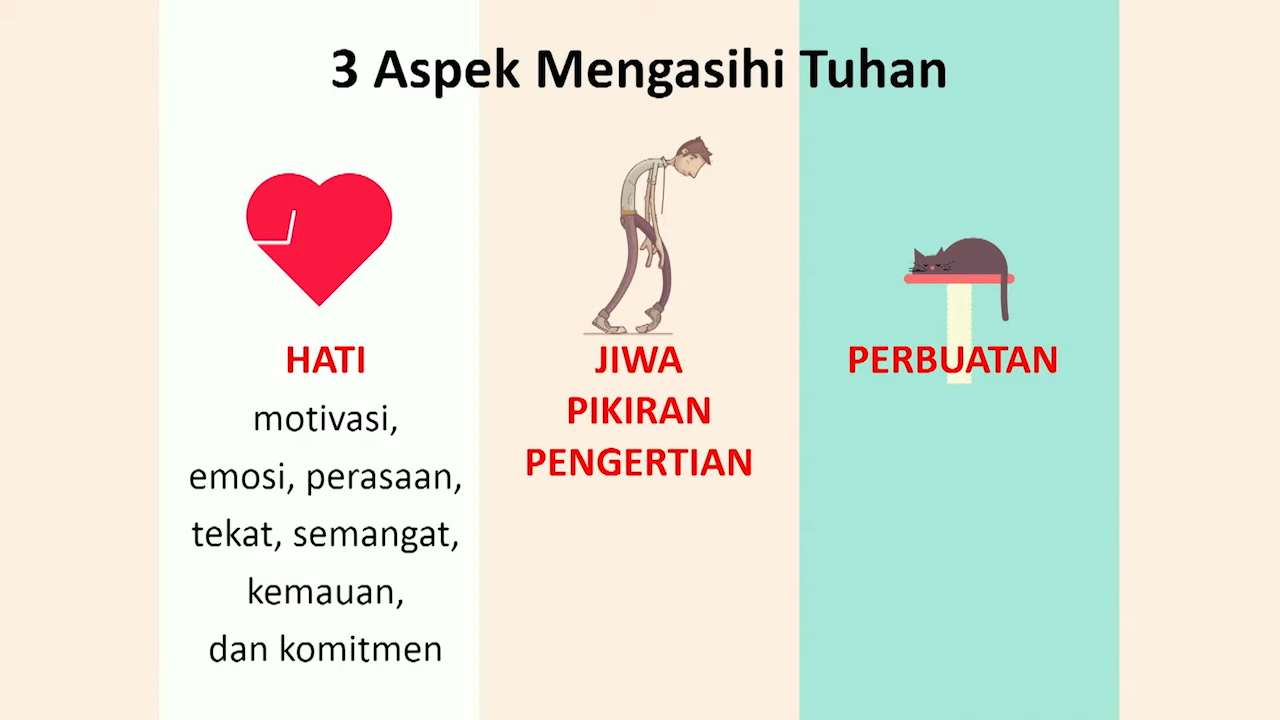 3 Aspek Mengasihi Tuhan
HATI
motivasi,
emosi, perasaan,
tekat, semangat,
kemauan,
dan komitmen
JIWA
PIKIRAN
PENGERTIAN
PERBUATAN